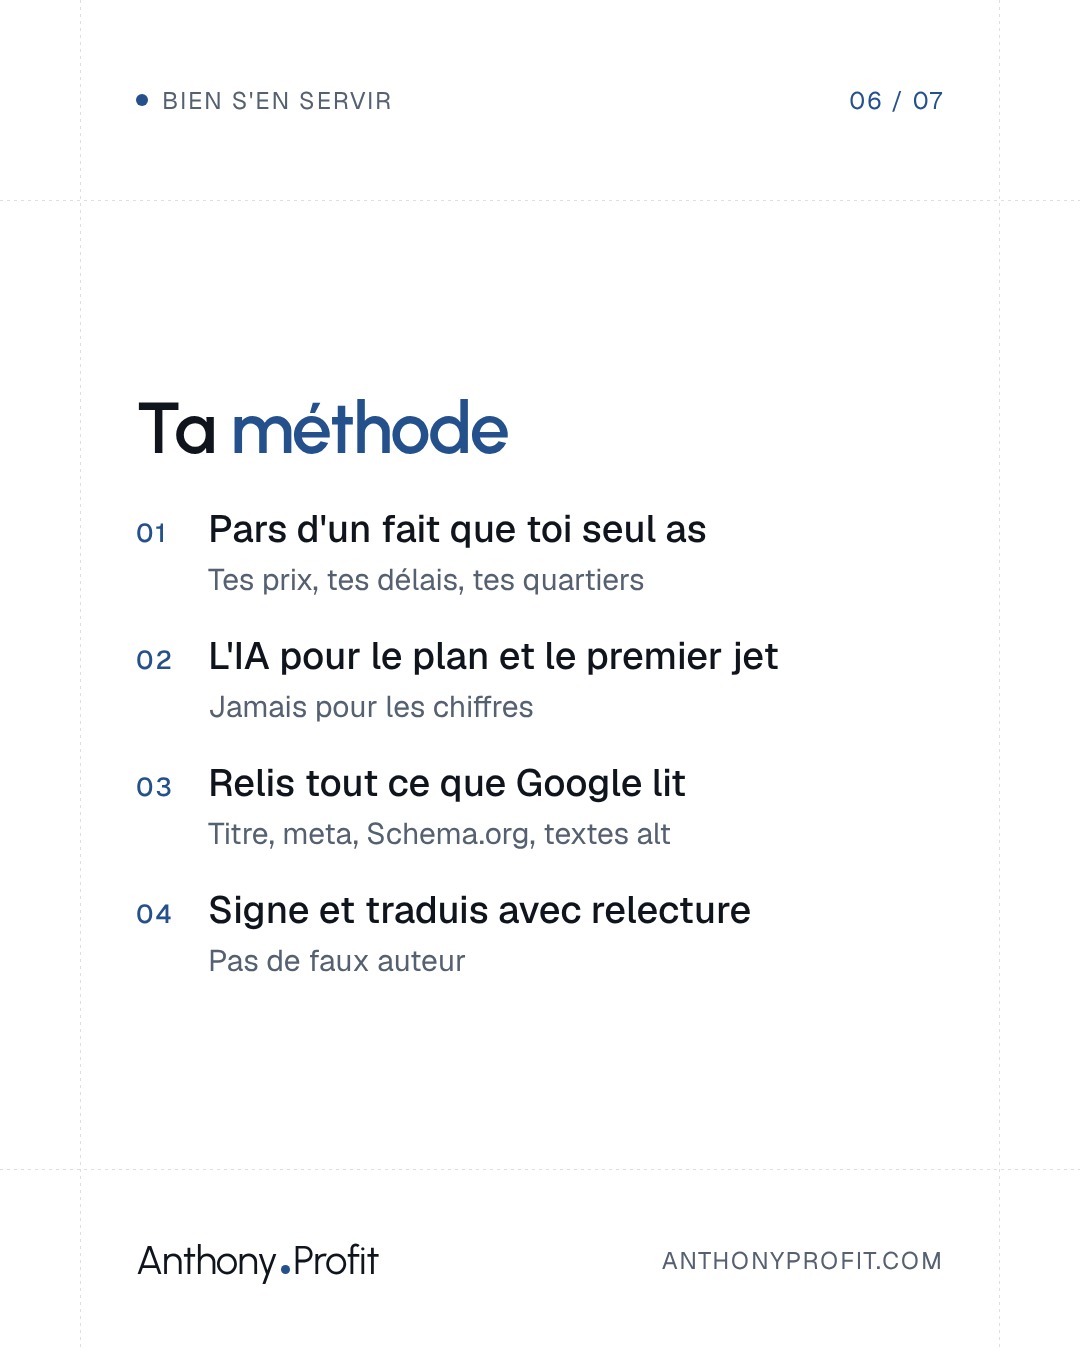 BIEN S'EN SERVIR
06 / 07
Ta méthode
01 Pars d'un fait que toi seul as
Tes prix, tes délais, tes quartiers
02 L'IA pour le plan et le premier jet
Jamais pour les chiffres
03 Relis tout ce que Google lit
Titre, meta, Schema.org, textes alt
04 Signe et traduis avec relecture
Pas de faux auteur
Anthony.Profit
ANTHONYPROFIT.COM